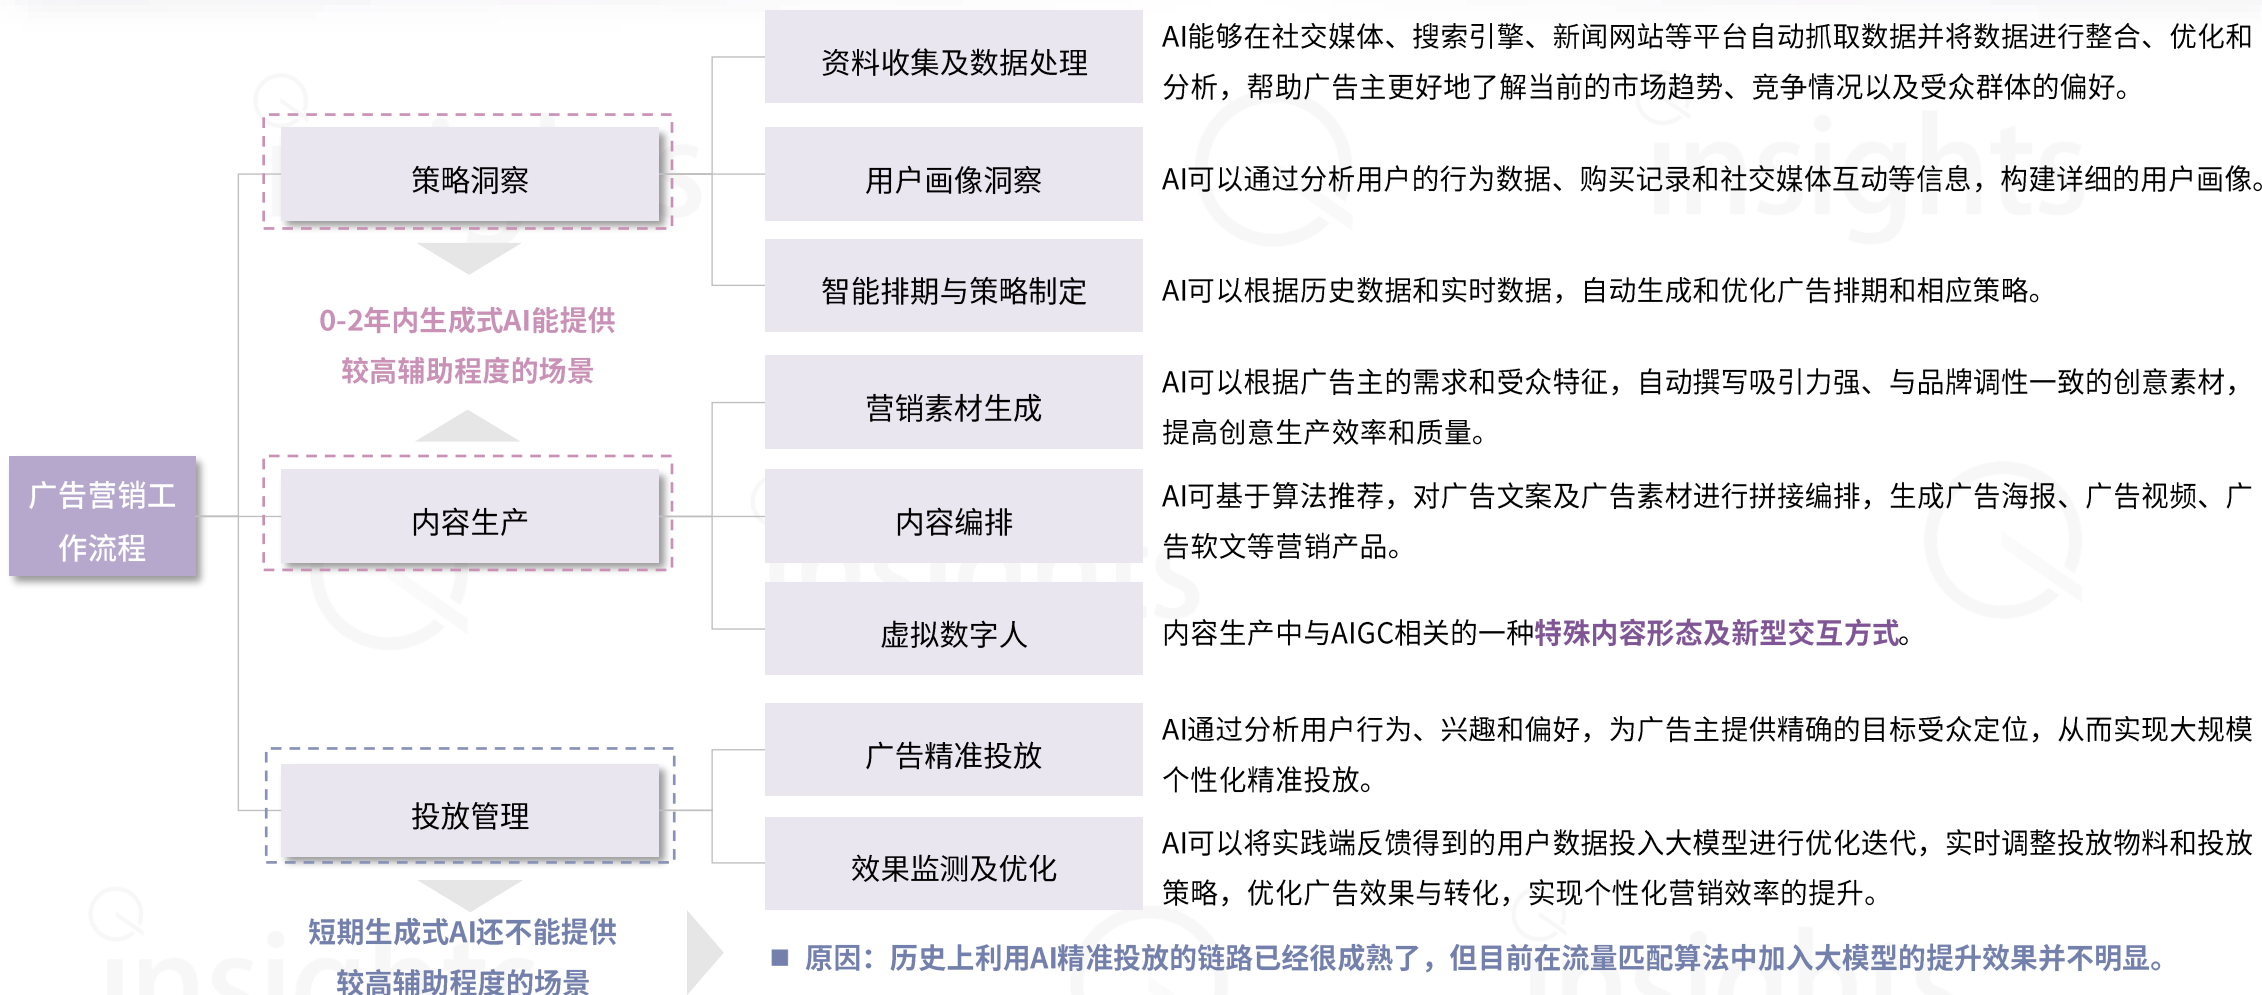 广告营销工
作流程
策略洞察
0-2年内生成式AI能提供
较高辅助程度的场景
内容生产
投放管理
短期生成式AI还不能提供
较高辅助程度的场景
资料收集及数据处理
AI能够在社交媒体、搜索引擎、新闻网站等平台自动抓取数据并将数据进行整合、优化和
分析，帮助广告主更好地了解当前的市场趋势、竞争情况以及受众群体的偏好。
用户画像洞察
AI可以通过分析用户的行为数据、购买记录和社交媒体互动等信息，构建详细的用户画像。
智能排期与策略制定
AI可以根据历史数据和实时数据，自动生成和优化广告排期和相应策略。
营销素材生成
AI可以根据广告主的需求和受众特征，自动撰写吸引力强、与品牌调性一致的创意素材，
提高创意生产效率和质量。
内容编排
AI可基于算法推荐，对广告文案及广告素材进行拼接编排，生成广告海报、广告视频、广
告软文等营销产品。
虚拟数字人
内容生产中与AIGC相关的一种特殊内容形态及新型交互方式。
广告精准投放
AI通过分析用户行为、兴趣和偏好，为广告主提供精确的目标受众定位，从而实现大规模
个性化精准投放。
效果监测及优化
AI可以将实践端反馈得到的用户数据投入大模型进行优化迭代，实时调整投放物料和投放
策略，优化广告效果与转化，实现个性化营销效率的提升。
■ 原因：历史上利用AI精准投放的链路已经很成熟了，但目前在流量匹配算法中加入大模型的提升效果并不明显。
insights
insights
insights
insights
insights